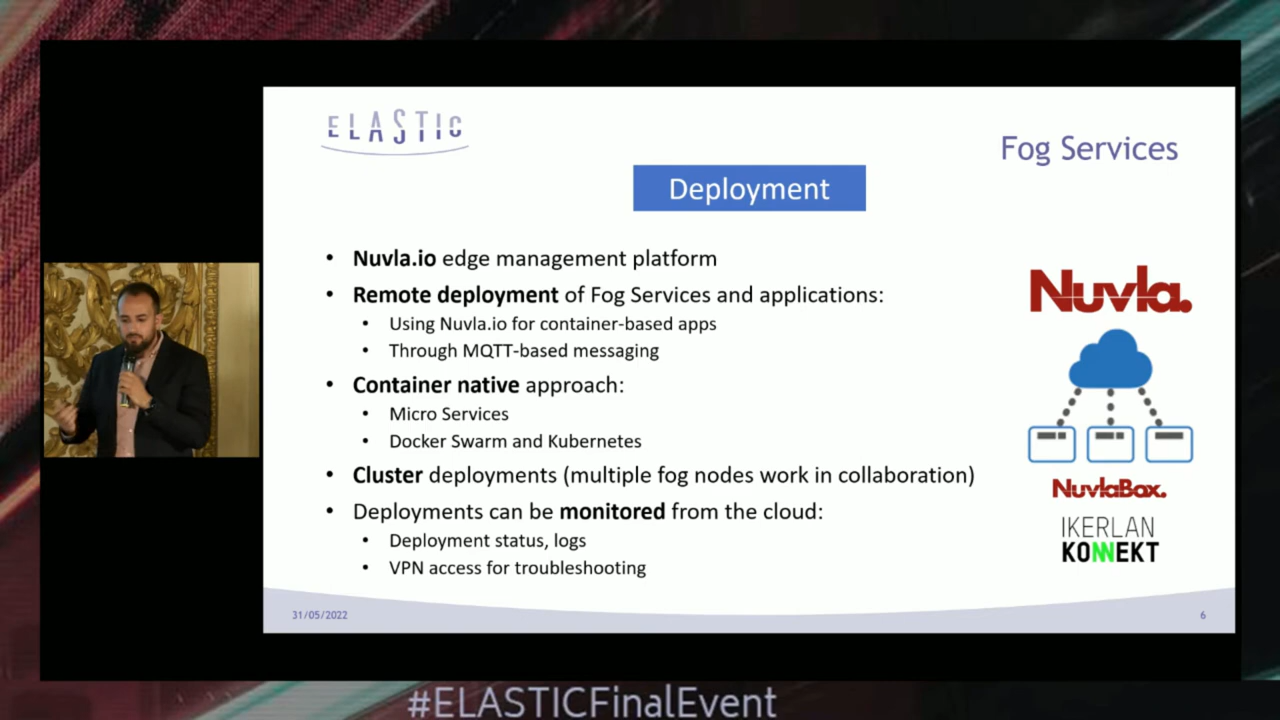 ELASTIC
Fog Services
Deployment
• Nuvla.io edge management platform
• Remote deployment of Fog Services and applications:
• Using Nuvla.io for container-based apps
• Through MQTT-based messaging
• Container native approach:
• Micro Services
• Docker Swarm and Kubernetes
• Cluster deployments (multiple fog nodes work in collaboration)
• Deployments can be monitored from the cloud:
• Deployment status, logs
• VPN access for troubleshooting
Nuvla.
NuvlaBox.
IKERLAN
KONNEKT
31/05/2022
6
#ELASTICFinalEvent